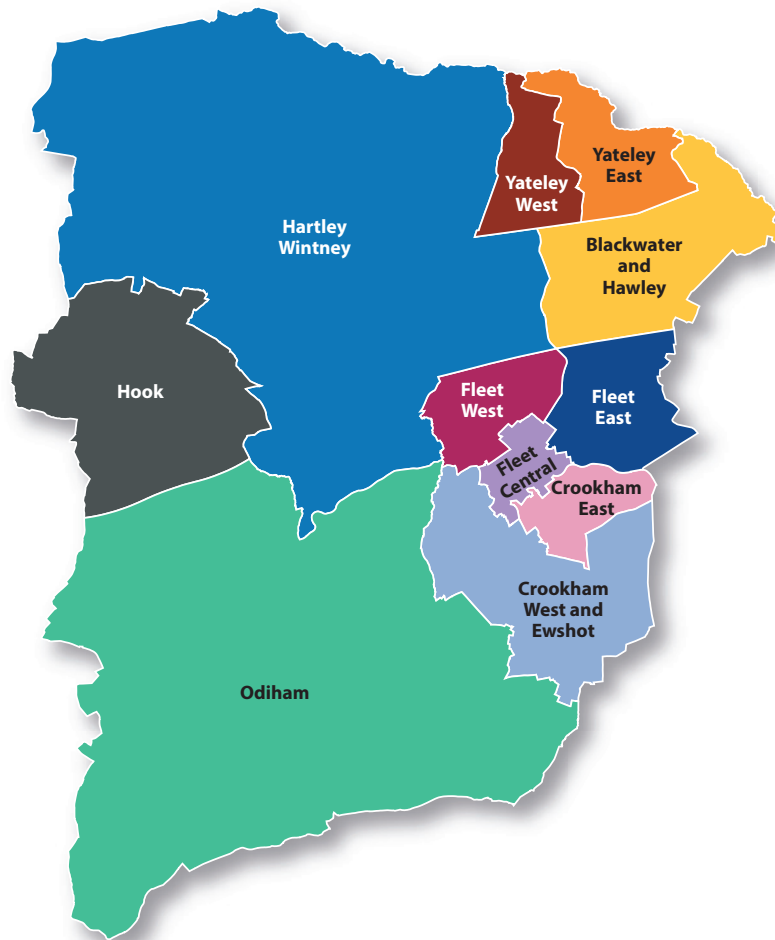 Yateley
East
Yateley
West
Hartley
Wintney
Blackwater
and
Hawley
Hook
Fleet
West
Fleet
East
Fleet
Central
Crookham
East
Crookham
West and
Ewshot
Odiham